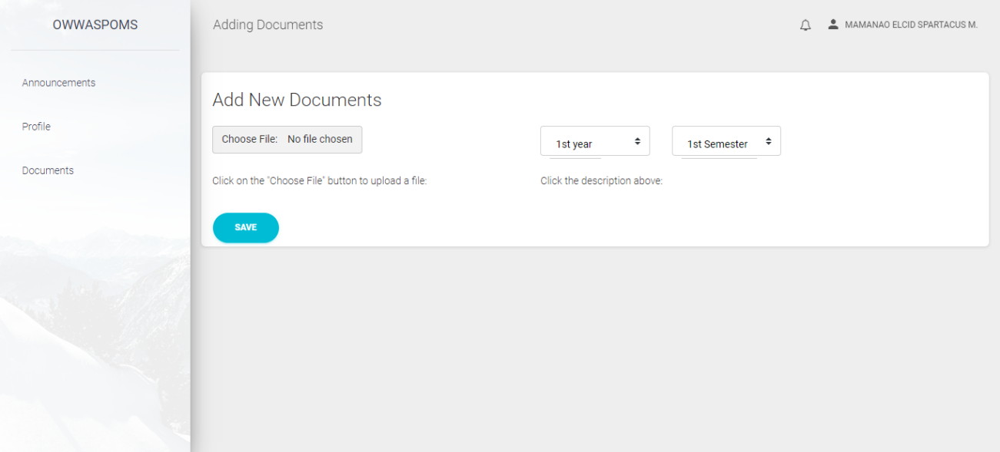 OWWASPOMS
Adding Documents
MAMANAO ELCID SPARTACUS M.
Announcements
Profile
Documents
Add New Documents
Choose File: No file chosen
1st year
1st Semester
Click on the "Choose File" button to upload a file:
Click the description above:
SAVE